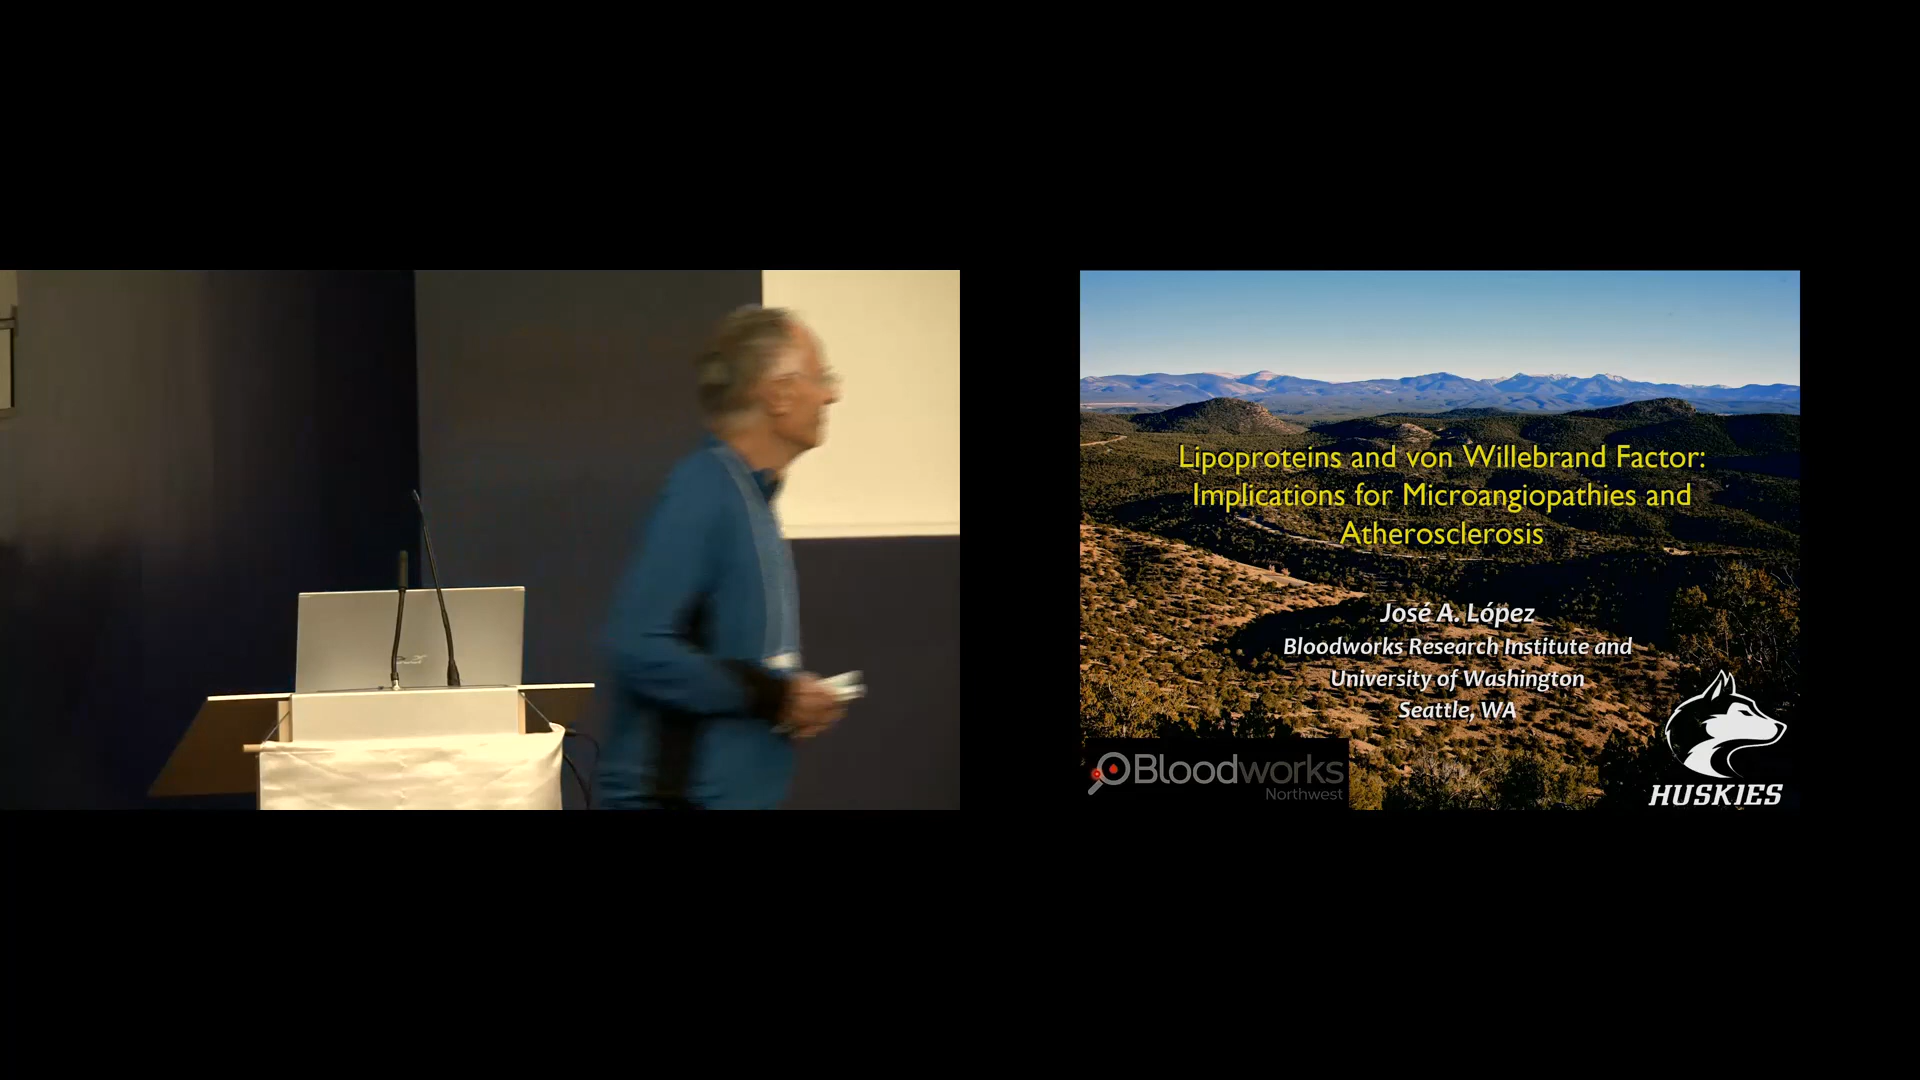 Lipoproteins and von Willebrand Factor:
Implications for Microangiopathies and
Atherosclerosis
José A. López
Bloodworks Research Institute and
University of Washington
Seattle, WA
Bloodworks
Northwest
HUSKIES
acer